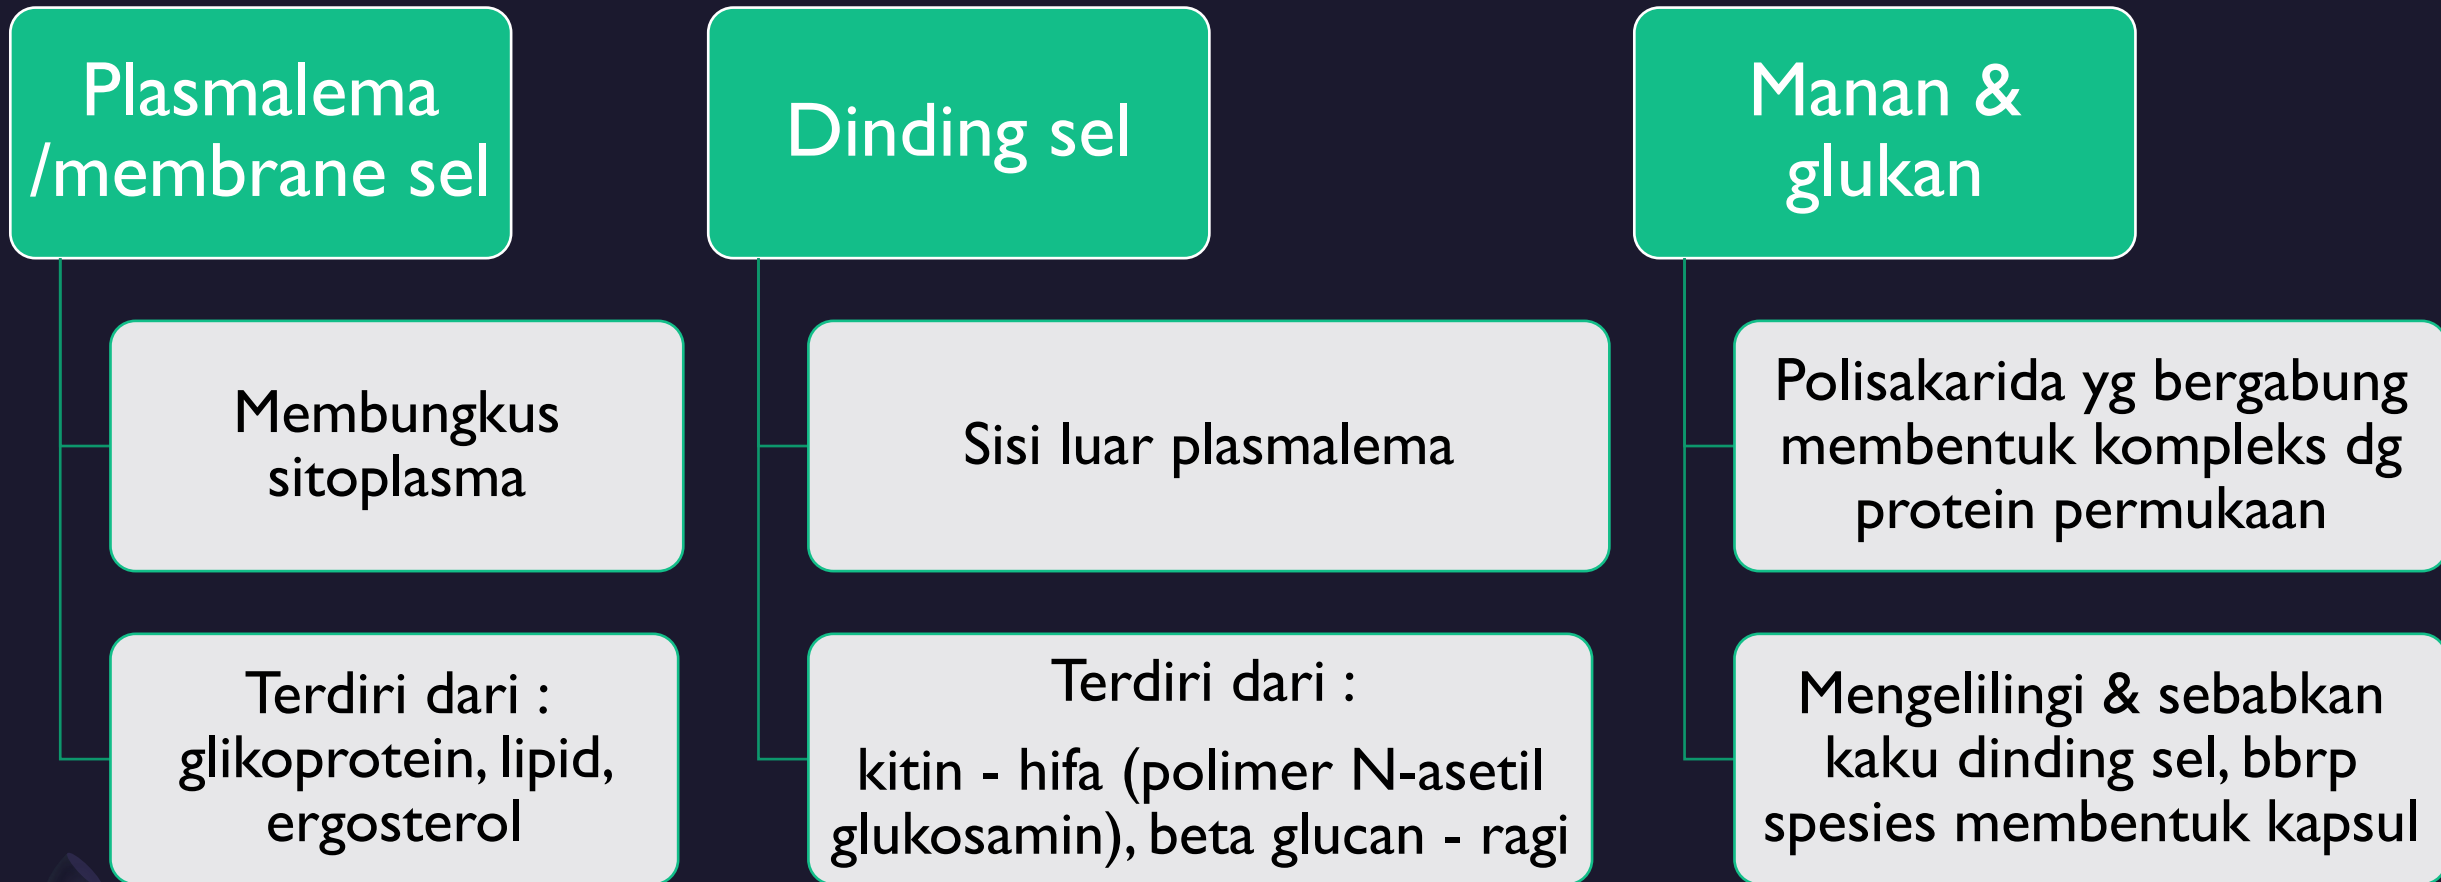 Plasmalema
/membrane sel
Membungkus
sitoplasma
Terdiri dari :
glikoprotein, lipid,
ergosterol
Dinding sel
Sisi luar plasmalema
Terdiri dari :
kitin - hifa (polimer N-asetil
glukosamin), beta glucan - ragi
Manan &
glukan
Polisakarida yg bergabung
membentuk kompleks dg
protein permukaan
Mengelilingi & sebabkan
kaku dinding sel, bbrp
spesies membentuk kapsul